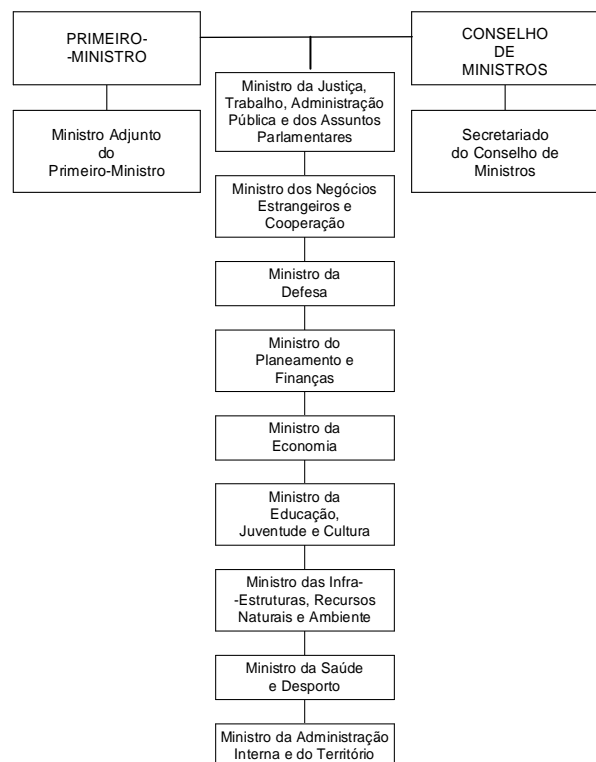 PRIMEIRO-
-MINISTRO
CONSELHO
DE
MINISTROS
Ministro da Justiça,
Trabalho, Administração
Pública e dos Assuntos
Parlamentares
Ministro Adjunto
do
Primeiro-Ministro
Secretariado
do Conselho de
Ministros
Ministro dos Negócios
Estrangeiros e
Cooperação
Ministro da
Defesa
Ministro do
Planeamento e
Finanças
Ministro da
Economia
Ministro da
Educação,
Juventude e Cultura
Ministro das Infra-
-Estruturas, Recursos
Naturais e Ambiente
Ministro da Saúde
e Desporto
Ministro da Administração
Interna e do Território